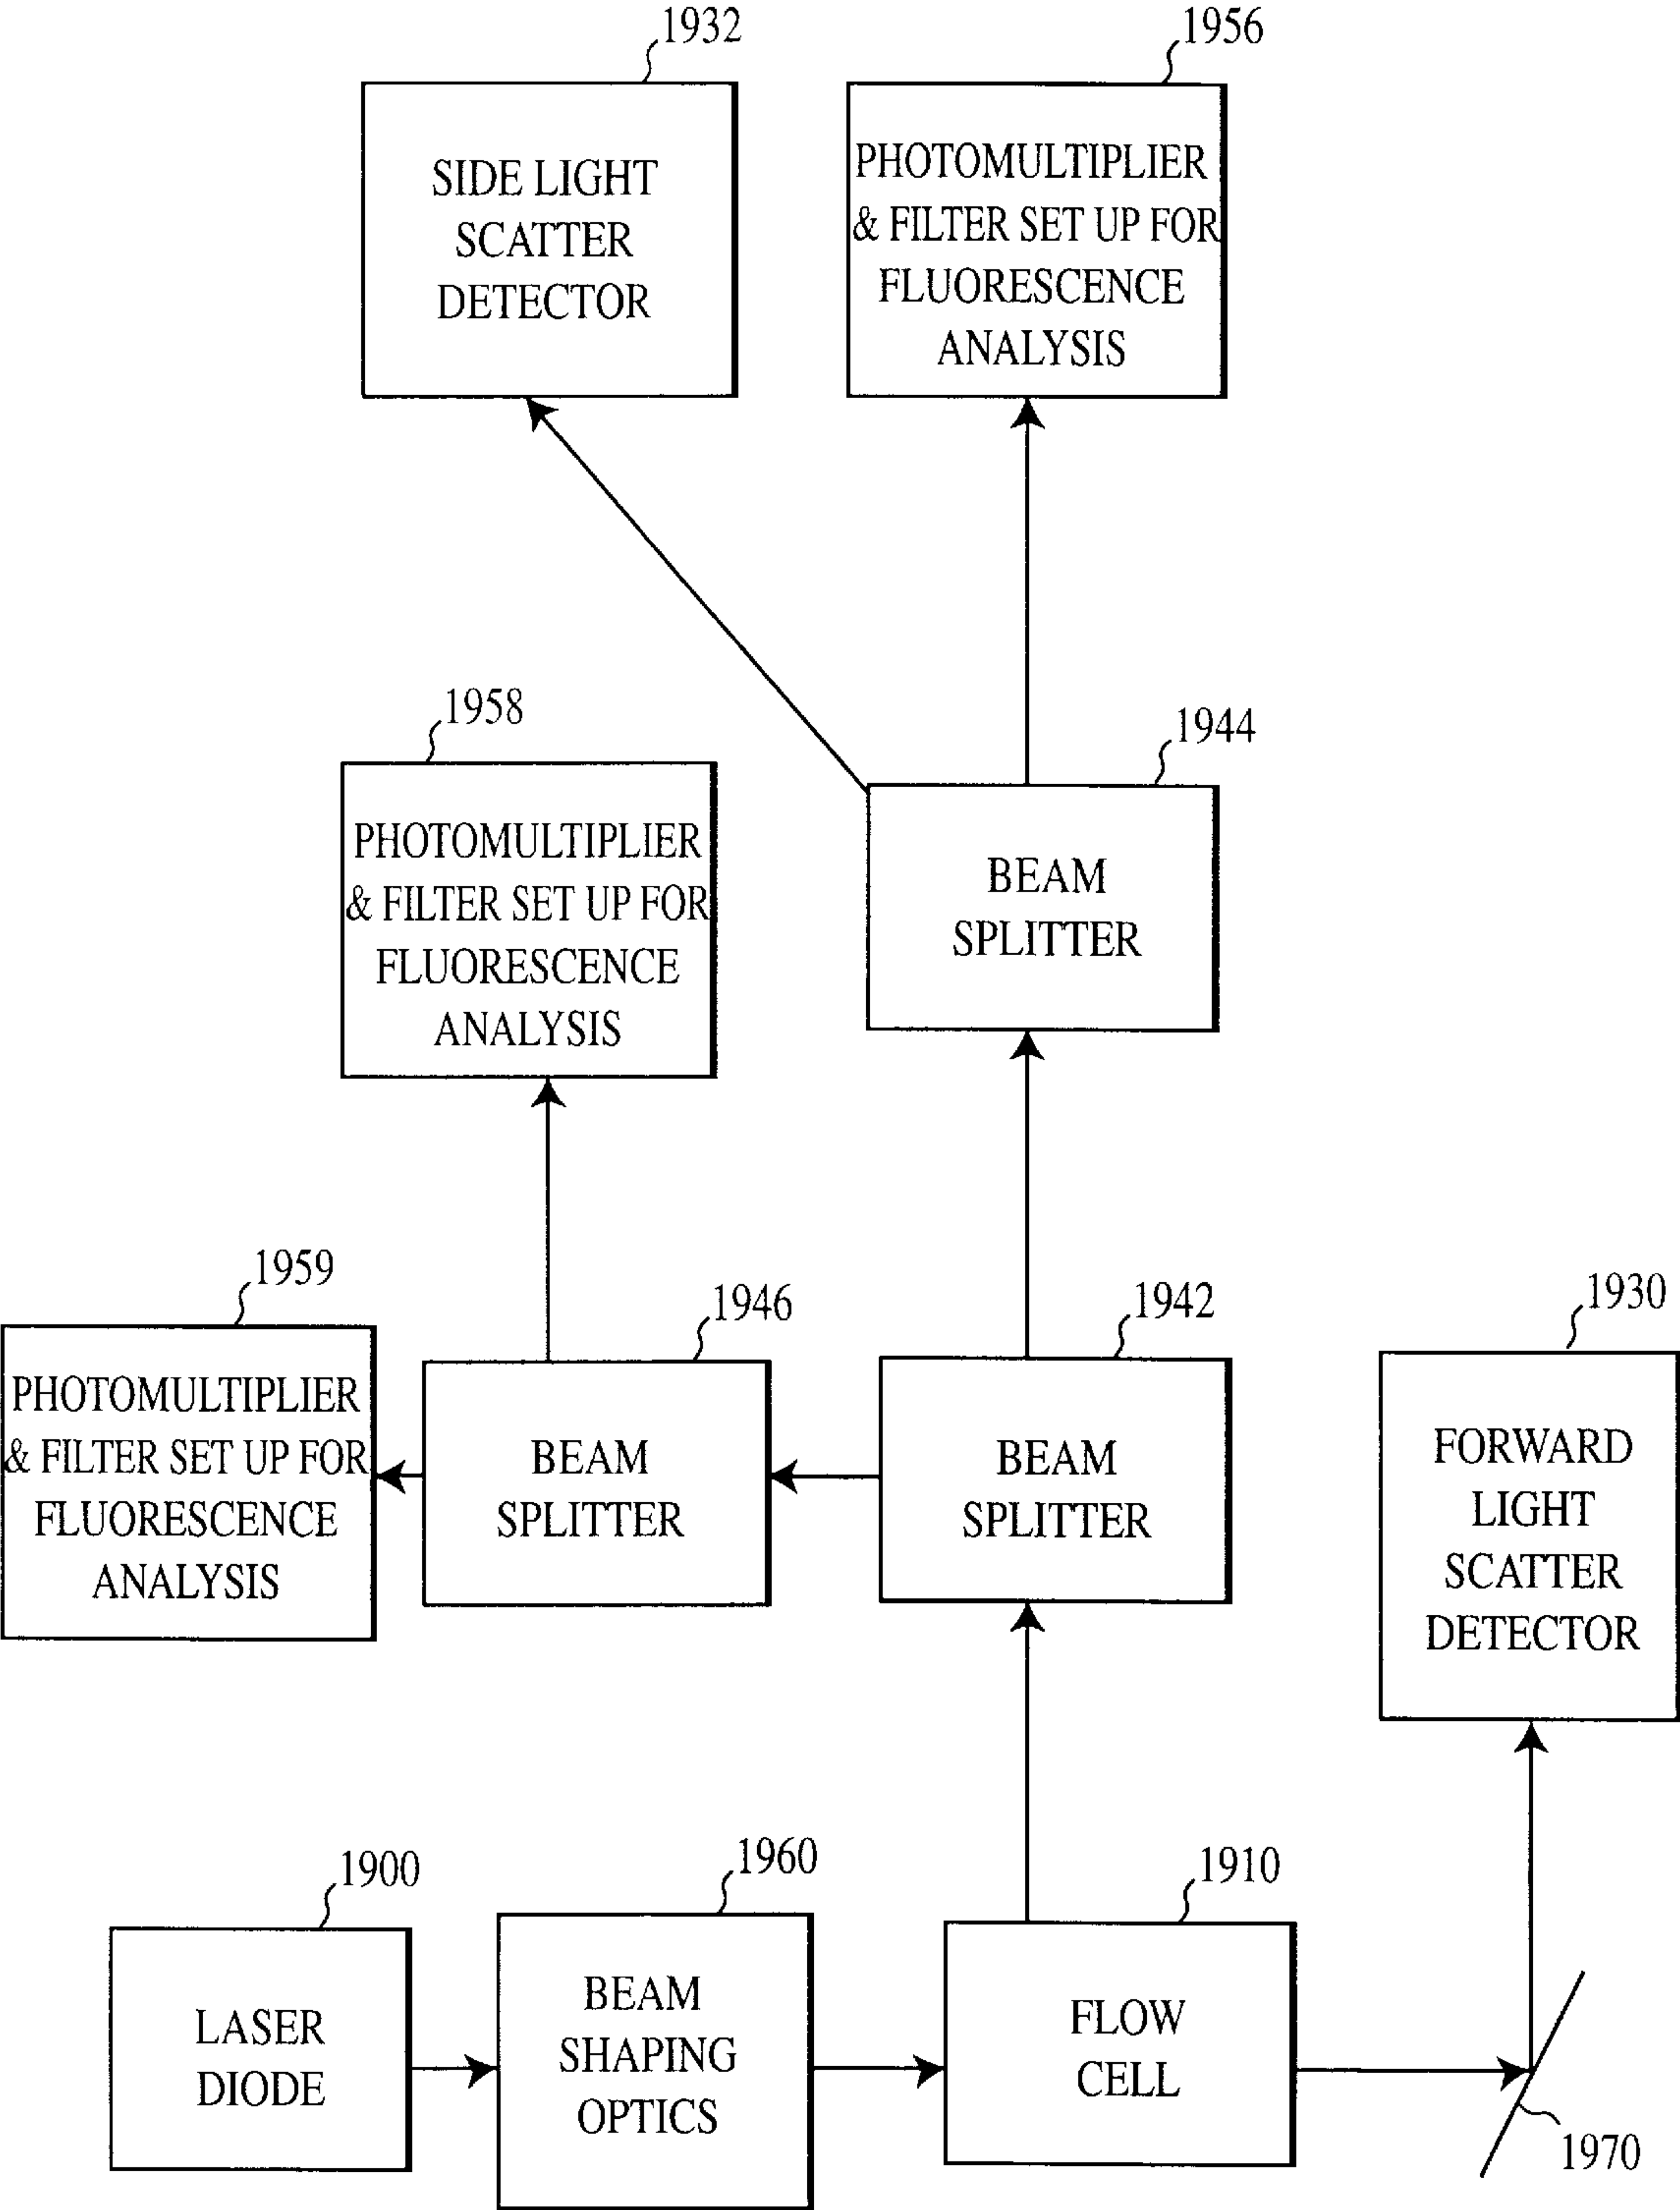 1932
SIDE LIGHT
SCATTER
DETECTOR
1956
PHOTOMULTIPLIER
& FILTER SET UP FOR
FLUORESCENCE
ANALYSIS
1958
PHOTOMULTIPLIER
& FILTER SET UP FOR
FLUORESCENCE
ANALYSIS
1944
BEAM
SPLITTER
1959
PHOTOMULTIPLIER
& FILTER SET UP FOR
FLUORESCENCE
ANALYSIS
1946
BEAM
SPLITTER
1942
BEAM
SPLITTER
1930
FORWARD
LIGHT
SCATTER
DETECTOR
1900
LASER
DIODE
1960
BEAM
SHAPING
OPTICS
1910
FLOW
CELL
1970